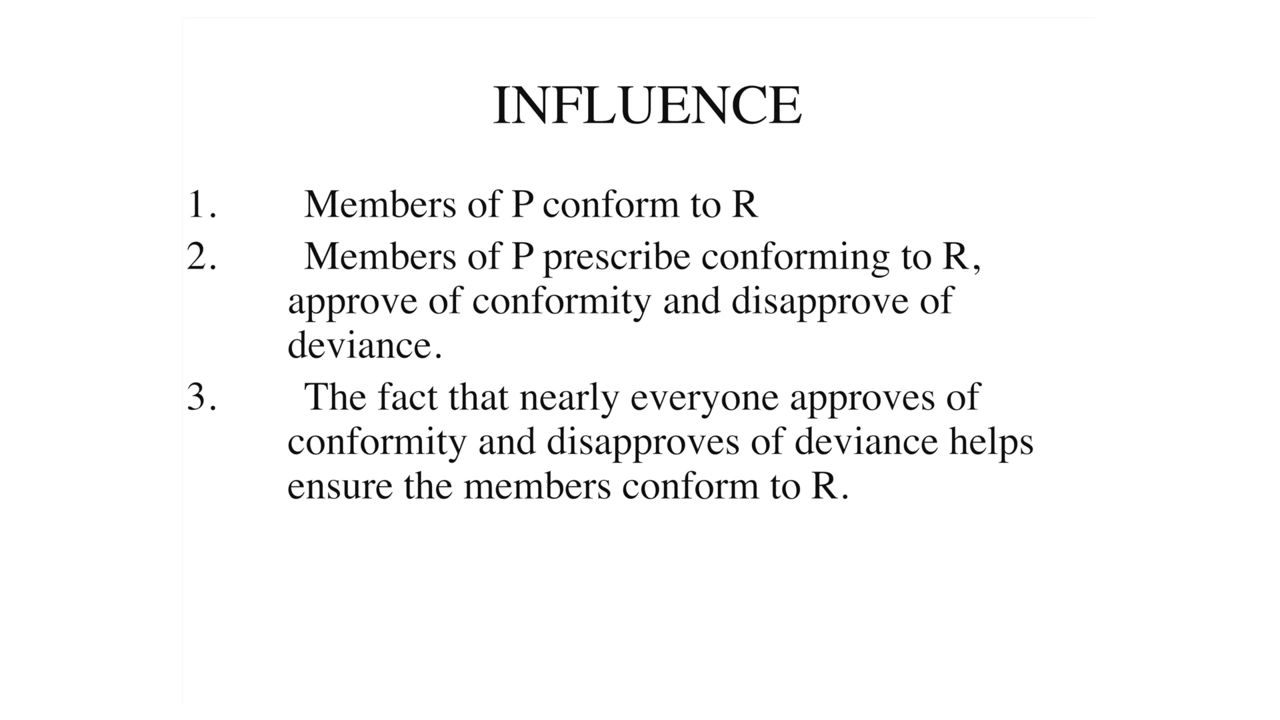 INFLUENCE
1. Members of P conform to R
2. Members of P prescribe conforming to R,
approve of conformity and disapprove of
deviance.
3. The fact that nearly everyone approves of
conformity and disapproves of deviance helps
ensure the members conform to R.